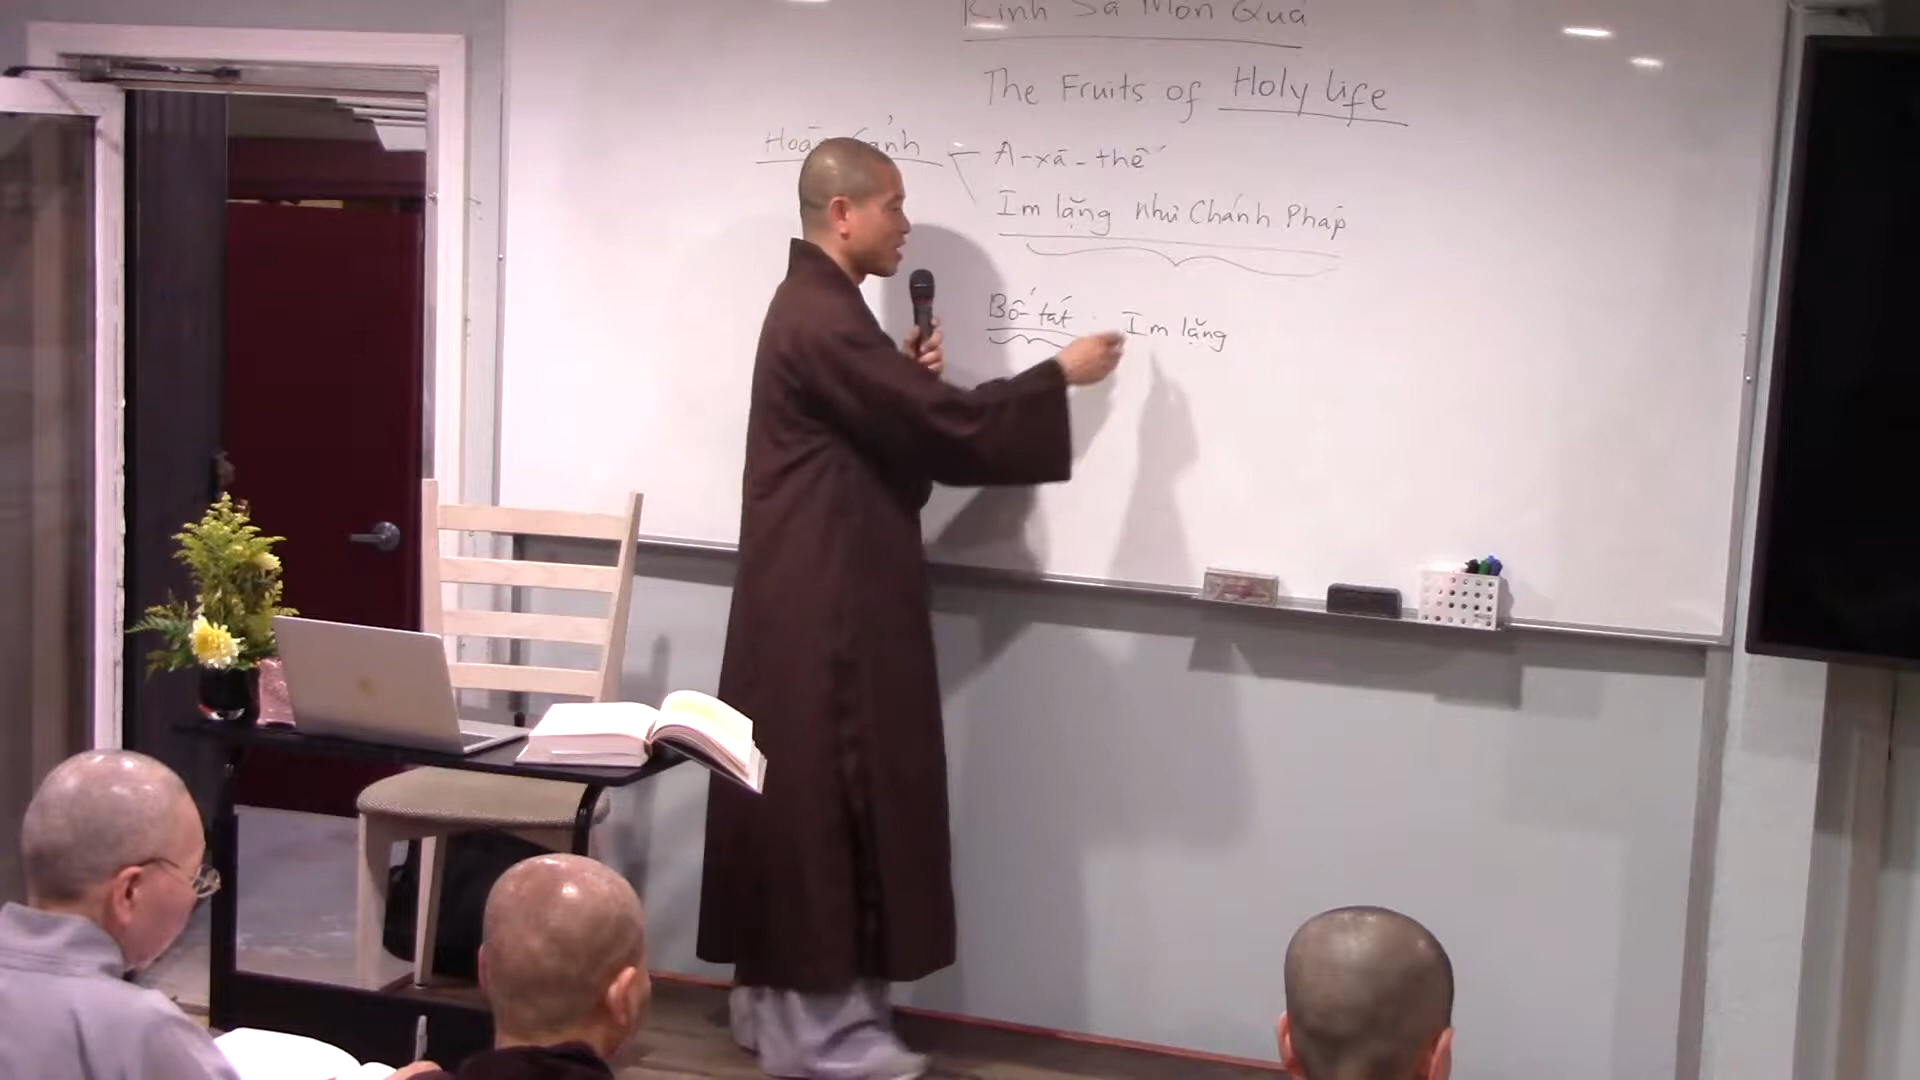 Kinh Sa Môn Quả
The Fruits of Holy life
Cảnh
A-xà-thế
Im lặng như Chánh Pháp
Bố-tát : Im lặng